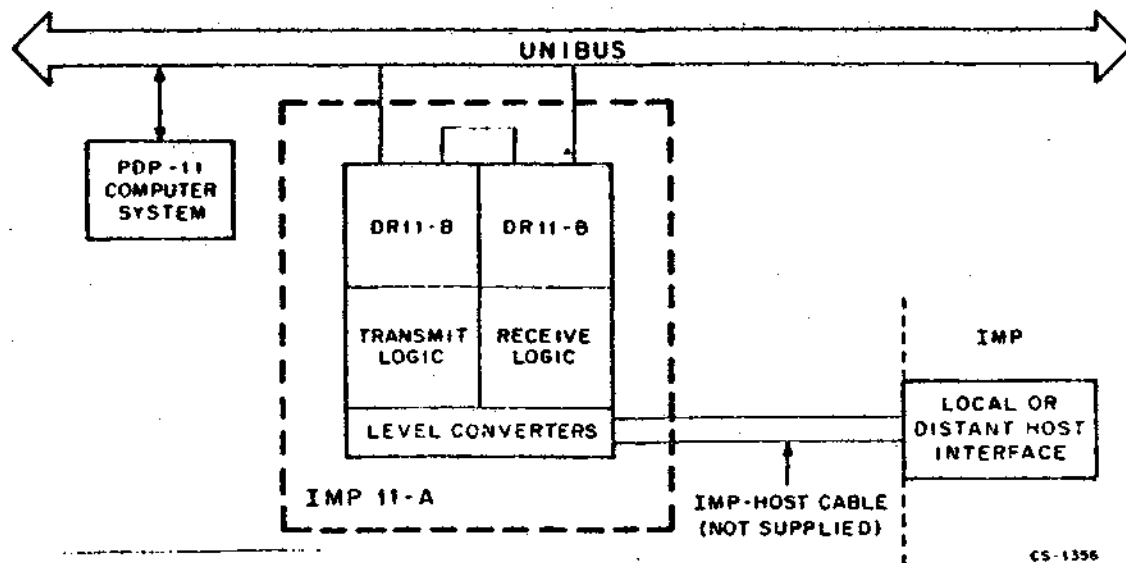 UNIBUS
PDP-11
COMPUTER
SYSTEM
DR11-B
DR11-B
TRANSMIT
LOGIC
RECEIVE
LOGIC
LEVEL CONVERTERS
IMP 11-A
IMP
LOCAL OR
DISTANT HOST
INTERFACE
IMP-HOST CABLE
(NOT SUPPLIED)
CS-1356